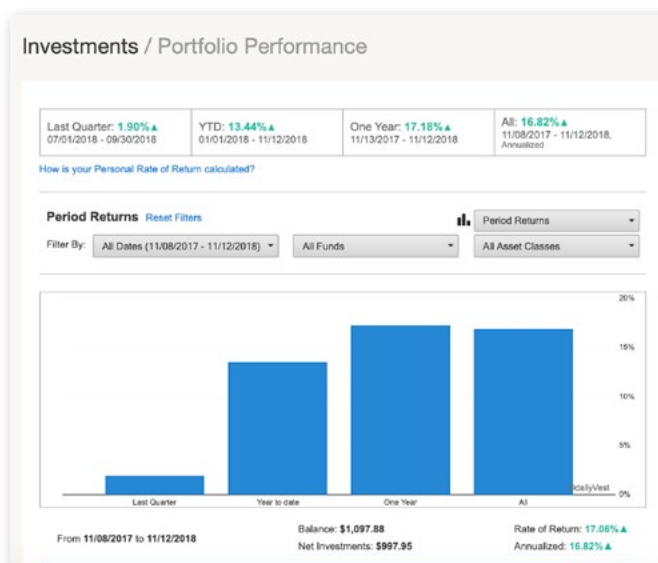 Investments / Portfolio Performance
Last Quarter: 1.90%▲
07/01/2018 - 09/30/2018
YTD: 13.44%▲
01/01/2018 - 11/12/2018
One Year: 17.18%▲
11/13/2017 - 11/12/2018
All: 16.82%▲
11/08/2017 - 11/12/2018,
Annualized
How is your Personal Rate of Return calculated?
Period Returns Reset Filters
Period Returns
Filter By: All Dates (11/08/2017 - 11/12/2018) All Funds All Asset Classes
20%
15%
10%
5%
0%
dailyVest
Last Quarter Year to date One Year All
From 11/08/2017 to 11/12/2018
Balance: $1,097.88
Net Investments: $997.95
Rate of Return: 17.06%▲
Annualized: 16.82%▲